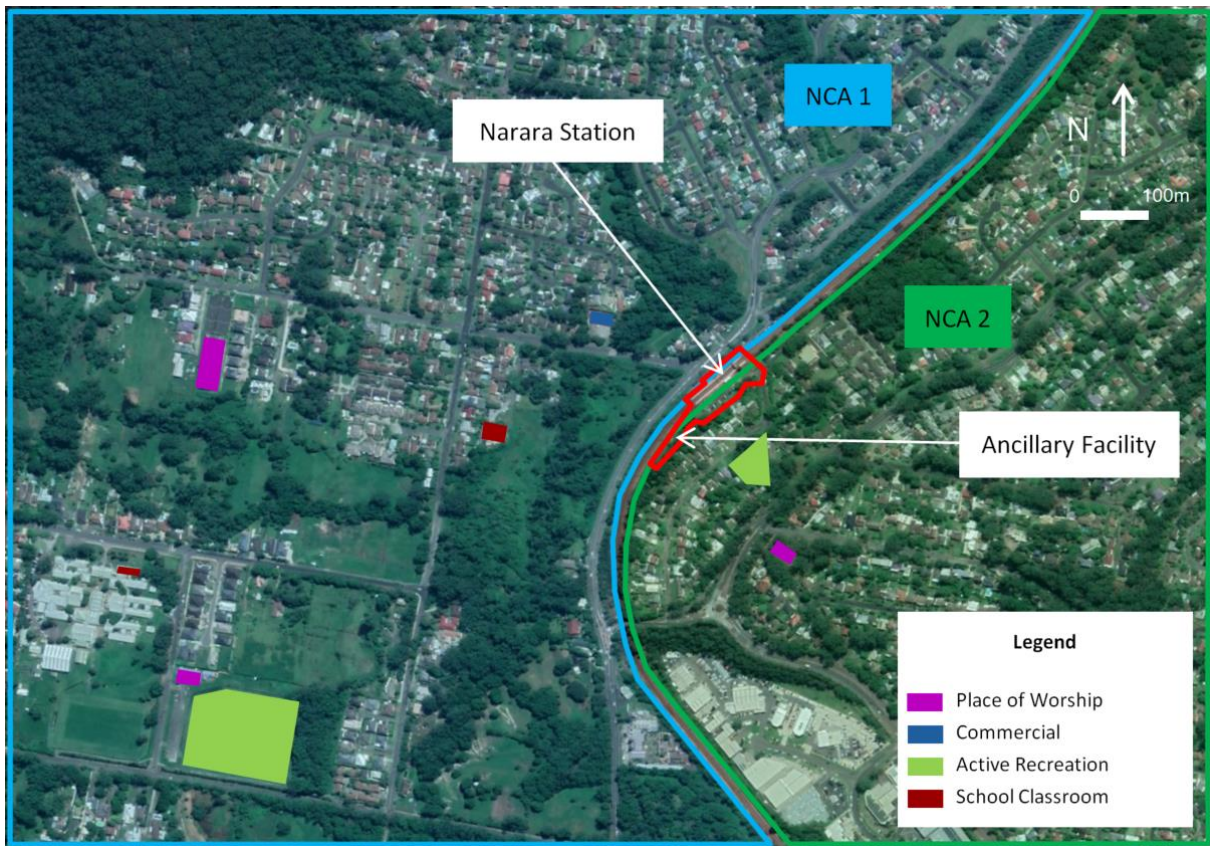 NCA 1
Narara Station
N
0 100m
NCA 2
Ancillary Facility
Legend
Place of Worship
Commercial
Active Recreation
School Classroom